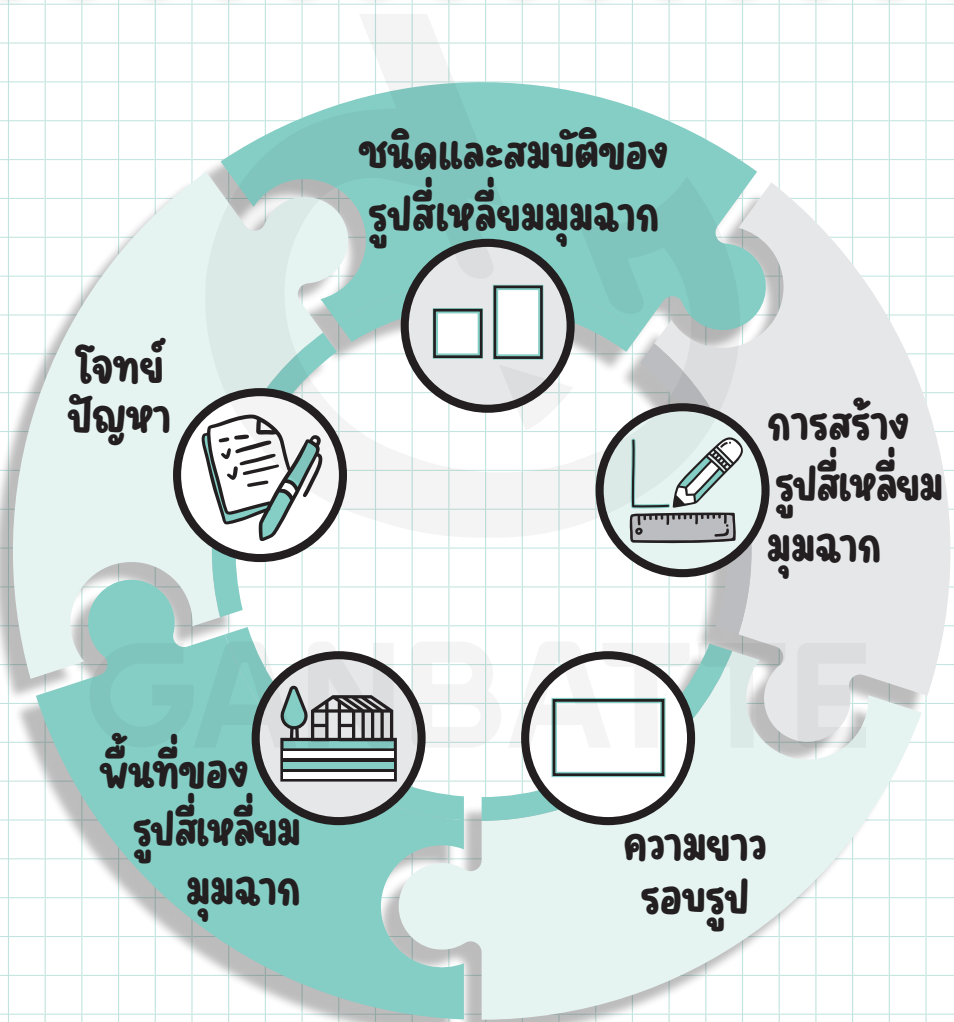 ชนิดและสมบัติของ
รูปสี่เหลี่ยมมุมฉาก
การสร้าง
รูปสี่เหลี่ยม
มุมฉาก
ความยาว
รอบรูป
พื้นที่ของ
รูปสี่เหลี่ยม
มุมฉาก
โจทย์
ปัญหา
GANBATTE